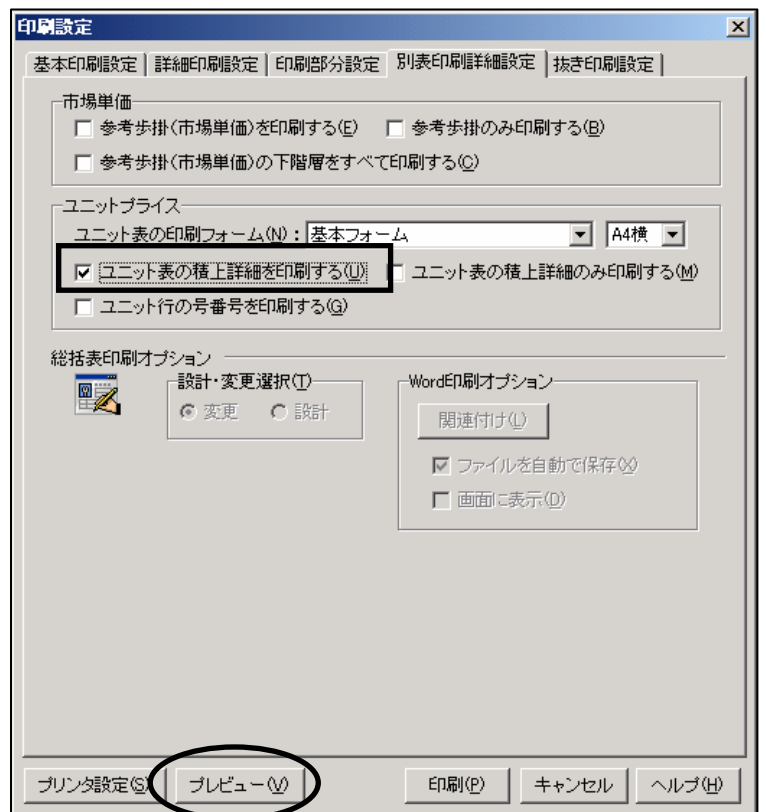 印刷設定
基本印刷設定 詳細印刷設定 印刷部分設定 別表印刷詳細設定 抜き印刷設定
市場単価
参考歩掛(市場単価)を印刷する(E) 参考歩掛のみ印刷する(B)
参考歩掛(市場単価)の下階層をすべて印刷する(C)
ユニットプライス
ユニット表の印刷フォーム(N): 基本フォーム A4横
ユニット表の積上詳細を印刷する(U) ユニット表の積上詳細のみ印刷する(M)
ユニット行の号番号を印刷する(G)
総括表印刷オプション
設計・変更選択(T) Word印刷オプション
変更 設計 関連付け(L)
ファイルを自動で保存(X)
画面に表示(D)
プリンタ設定(S) プレビュー(V) 印刷(P) キャンセル ヘルプ(H)